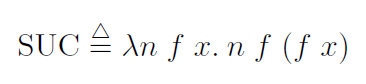 SUC ≜ λn f x. n f (f x)